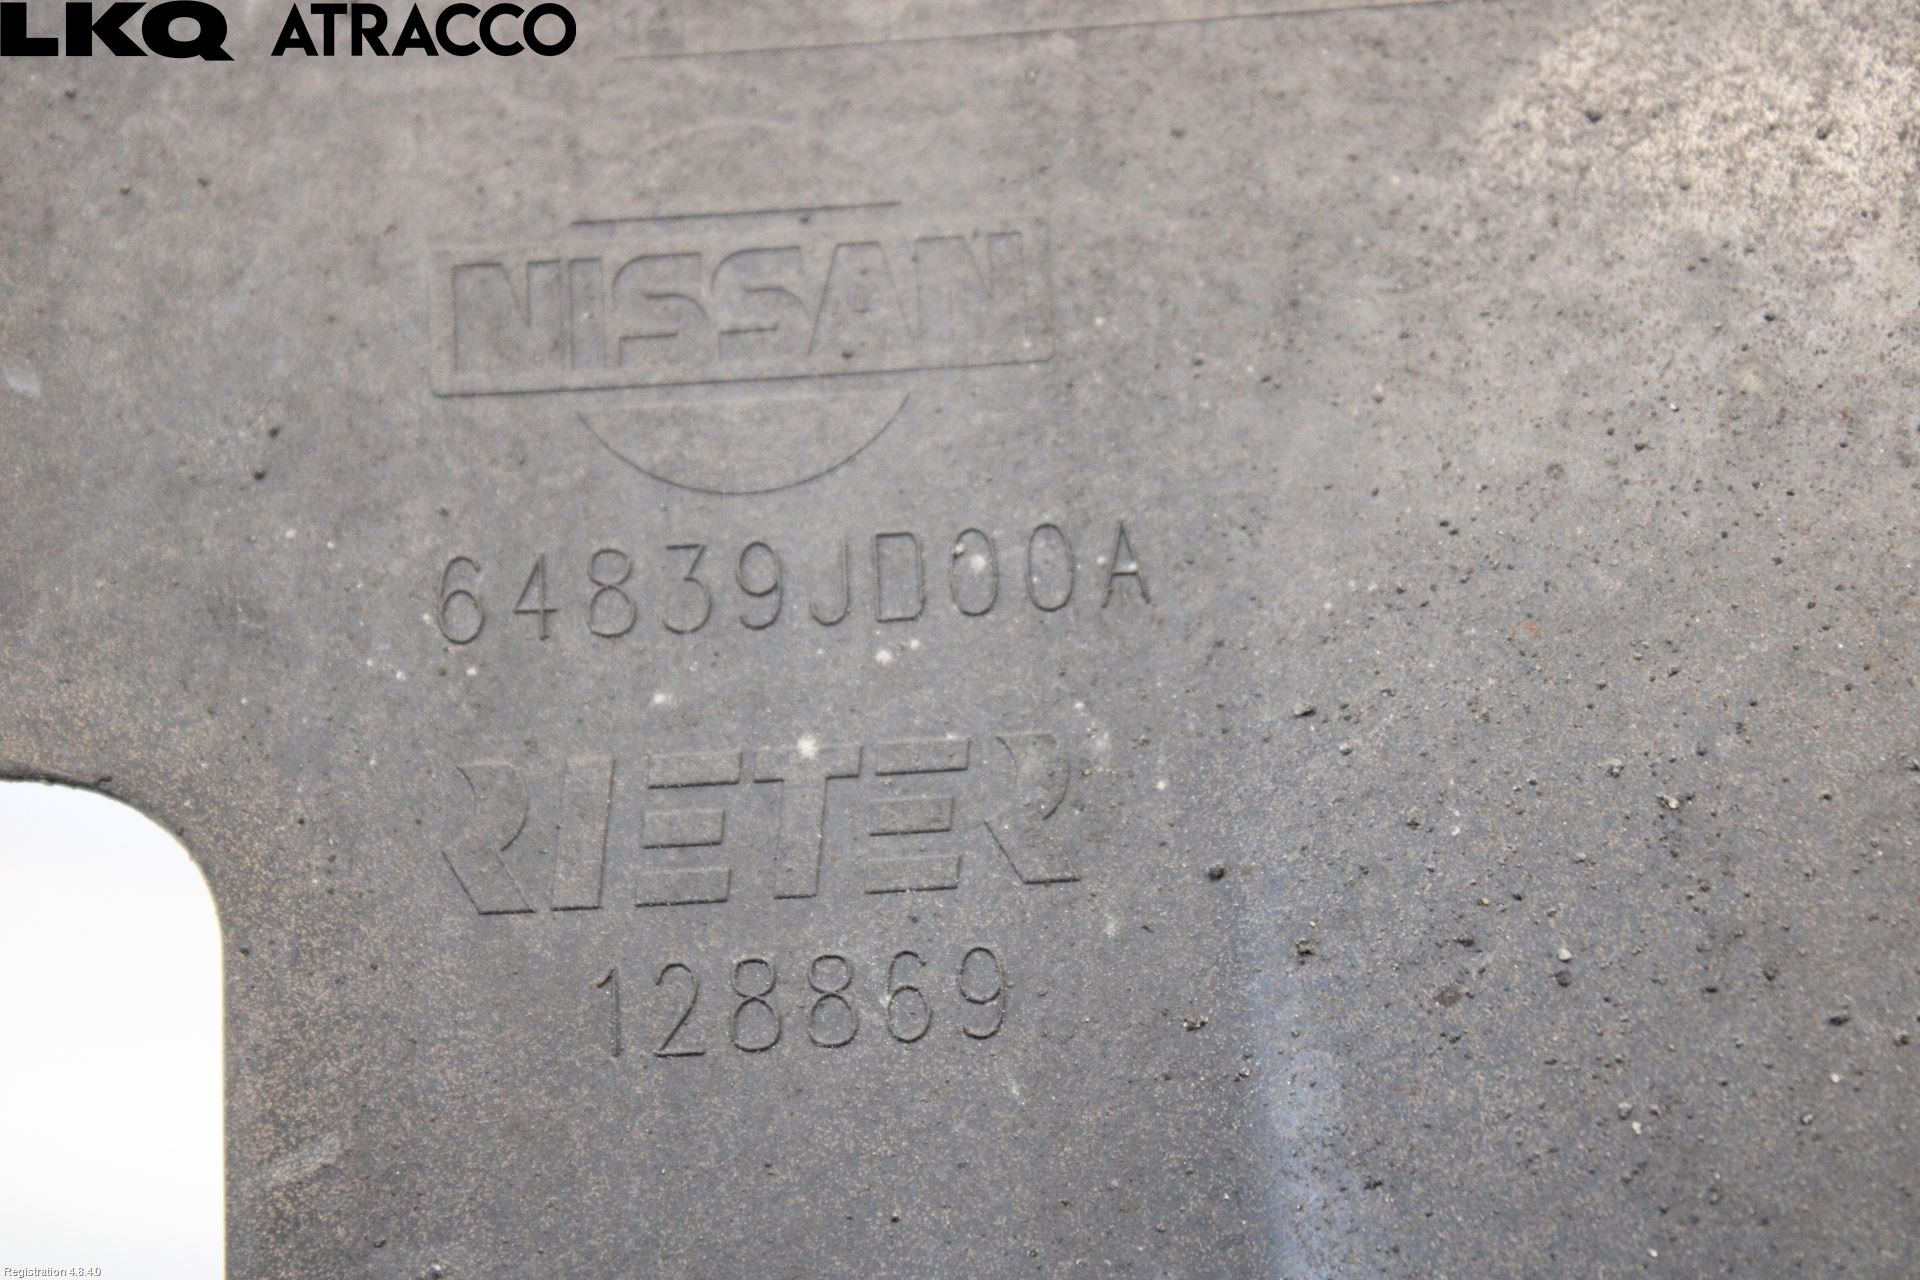 LKQ ATRACCO
NISSAN
64839JD00A
RIETER
128869
Registration 4.8.4.0